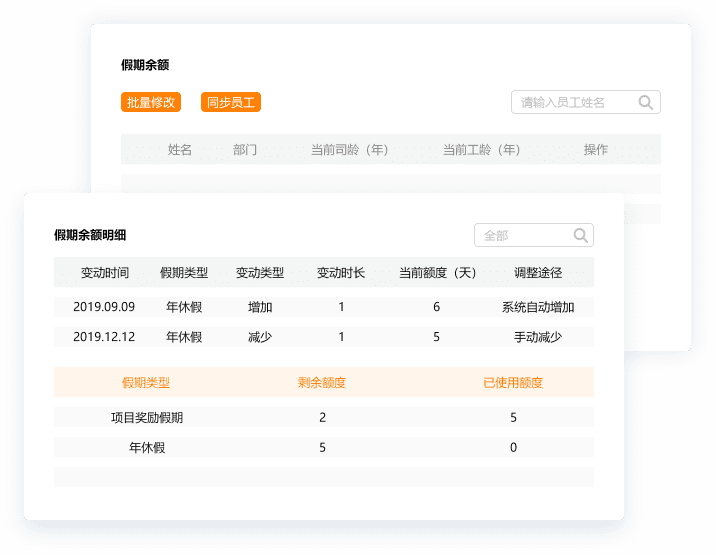 假期余额
批量修改 同步员工 请输入员工姓名
姓名 部门 当前司龄（年） 当前工龄（年） 操作
假期余额明细 全部
变动时间 假期类型 变动类型 变动时长 当前额度（天） 调整途径
2019.09.09 年休假 增加 1 6 系统自动增加
2019.12.12 年休假 减少 1 5 手动减少
假期类型 剩余额度 已使用额度
项目奖励假期 2 5
年休假 5 0